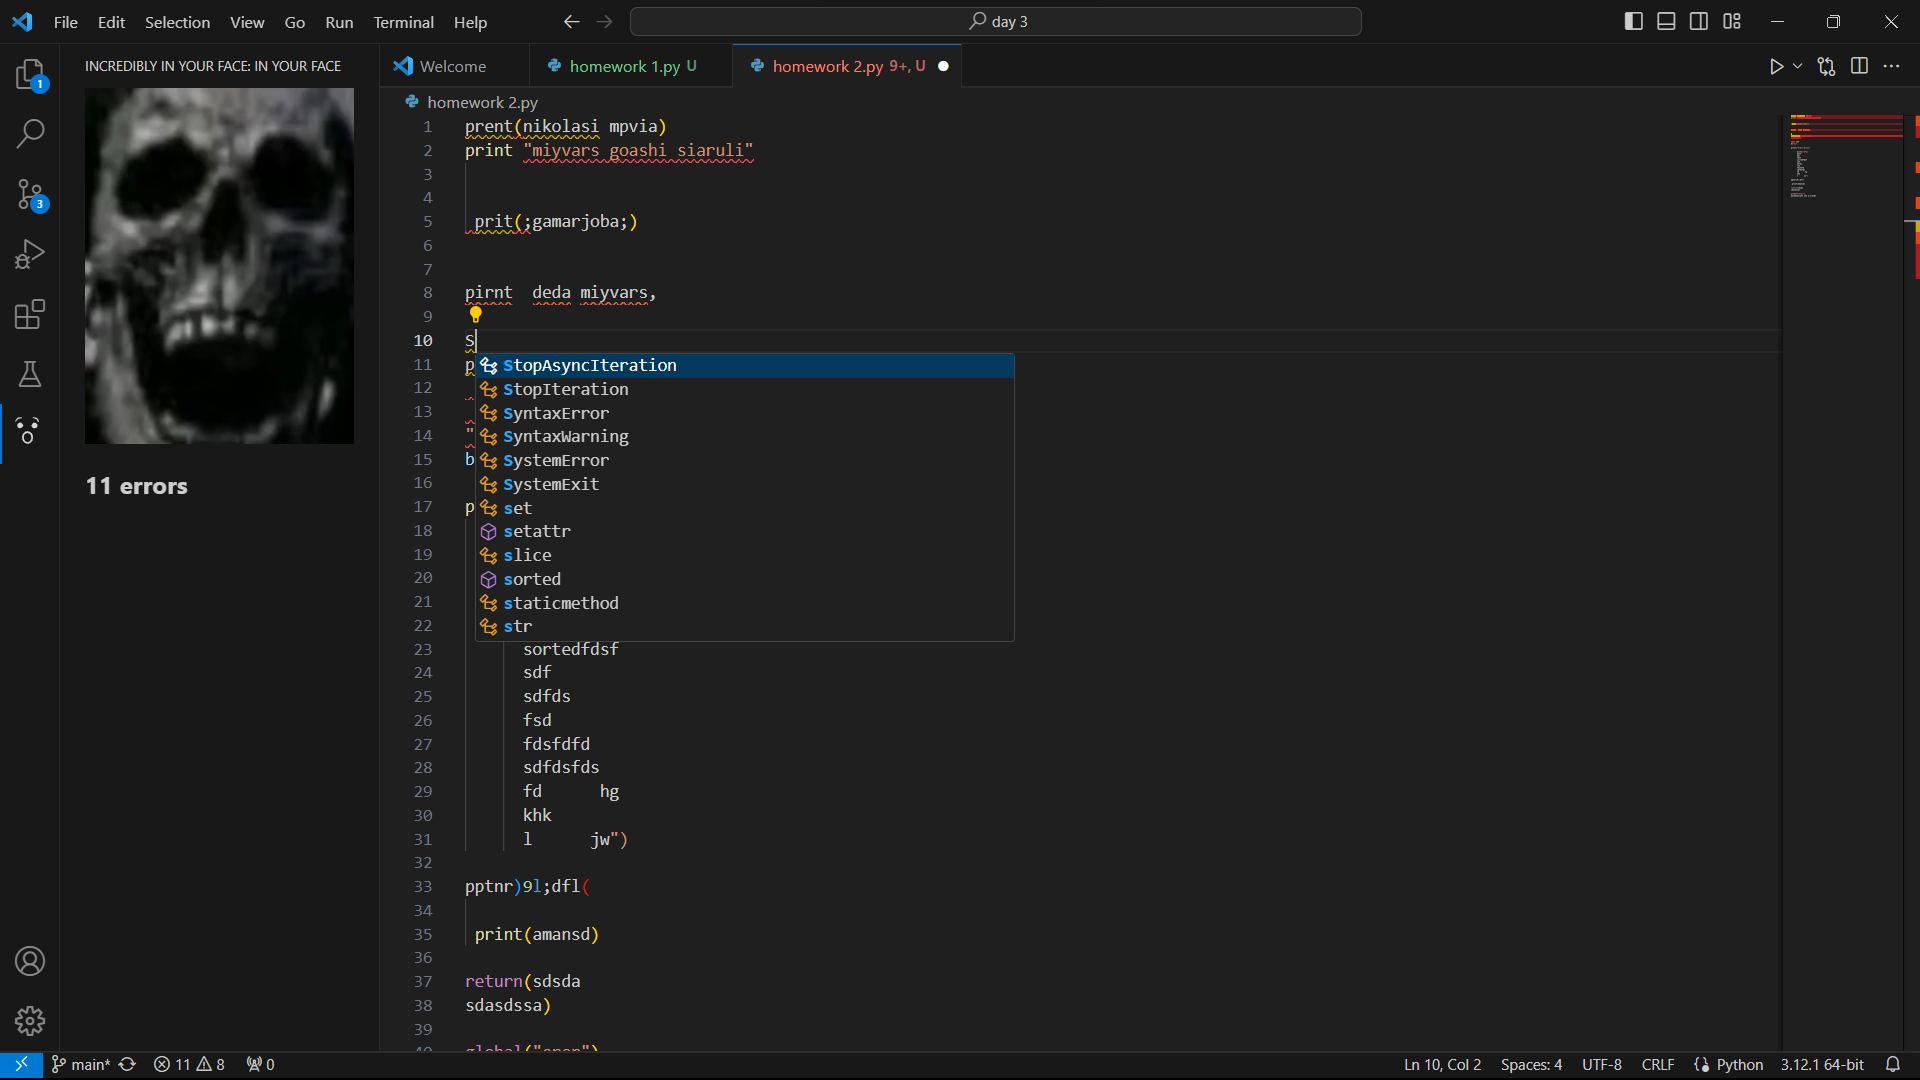 File Edit Selection View Go Run Terminal Help day 3
INCREDIBLY IN YOUR FACE: IN YOUR FACE
Welcome homework 1.py U homework 2.py 9+, U
homework 2.py
1
3
11 errors
1 prent(nikolasi mpvia)
2 print "miyvars goashi siaruli"
3
4
5 prit(;gamarjoba;)
6
7
8 pirnt deda miyvars,
9
10 S
11 p StopAsyncIteration
12 StopIteration
13 SyntaxError
14 " SyntaxWarning
15 b SystemError
16 SystemExit
17 p set
18 setattr
19 slice
20 sorted
21 staticmethod
22 str
23 sortedfdsf
24 sdf
25 sdfds
26 fsd
27 fdsfdfd
28 sdfdsfds
29 fd hg
30 khk
31 l jw")
32
33 pptnr)9l;dfl(
34
35 print(amansd)
36
37 return(sdsda
38 sdasdssa)
39
main* 11 8 0 Ln 10, Col 2 Spaces: 4 UTF-8 CRLF Python 3.12.1 64-bit